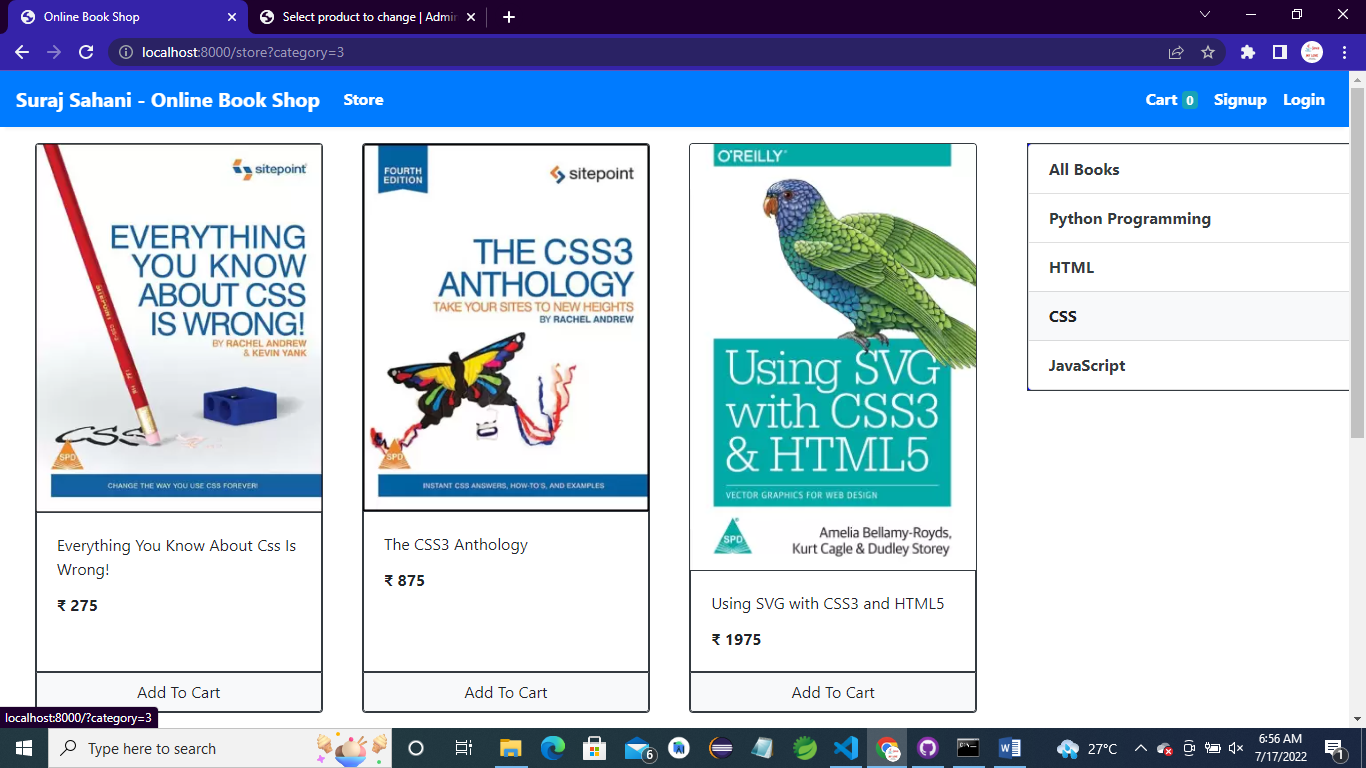 Online Book Shop
Select product to change | Admin
localhost:8000/store?category=3
Suraj Sahani - Online Book Shop
Store
Cart 0
Signup
Login
sitepoint
EVERYTHING
YOU KNOW
ABOUT CSS
IS WRONG!
BY RACHEL ANDREW
& KEVIN YANK
CSS
SPD
CHANGE THE WAY YOU USE CSS FOREVER!
Everything You Know About Css Is
Wrong!
₹ 275
Add To Cart
FOURTH
EDITION
sitepoint
THE CSS3
ANTHOLOGY
TAKE YOUR SITES TO NEW HEIGHTS
BY RACHEL ANDREW
SPD
INSTANT CSS ANSWERS, HOW-TO'S, AND EXAMPLES
The CSS3 Anthology
₹ 875
Add To Cart
O'REILLY
Using SVG
with CSS3
& HTML5
VECTOR GRAPHICS FOR WEB DESIGN
SPD
Amelia Bellamy-Royds,
Kurt Cagle & Dudley Storey
Using SVG with CSS3 and HTML5
₹ 1975
Add To Cart
All Books
Python Programming
HTML
CSS
JavaScript
localhost:8000/?category=3
Type here to search
6
27°C
6:56 AM
7/17/2022
1